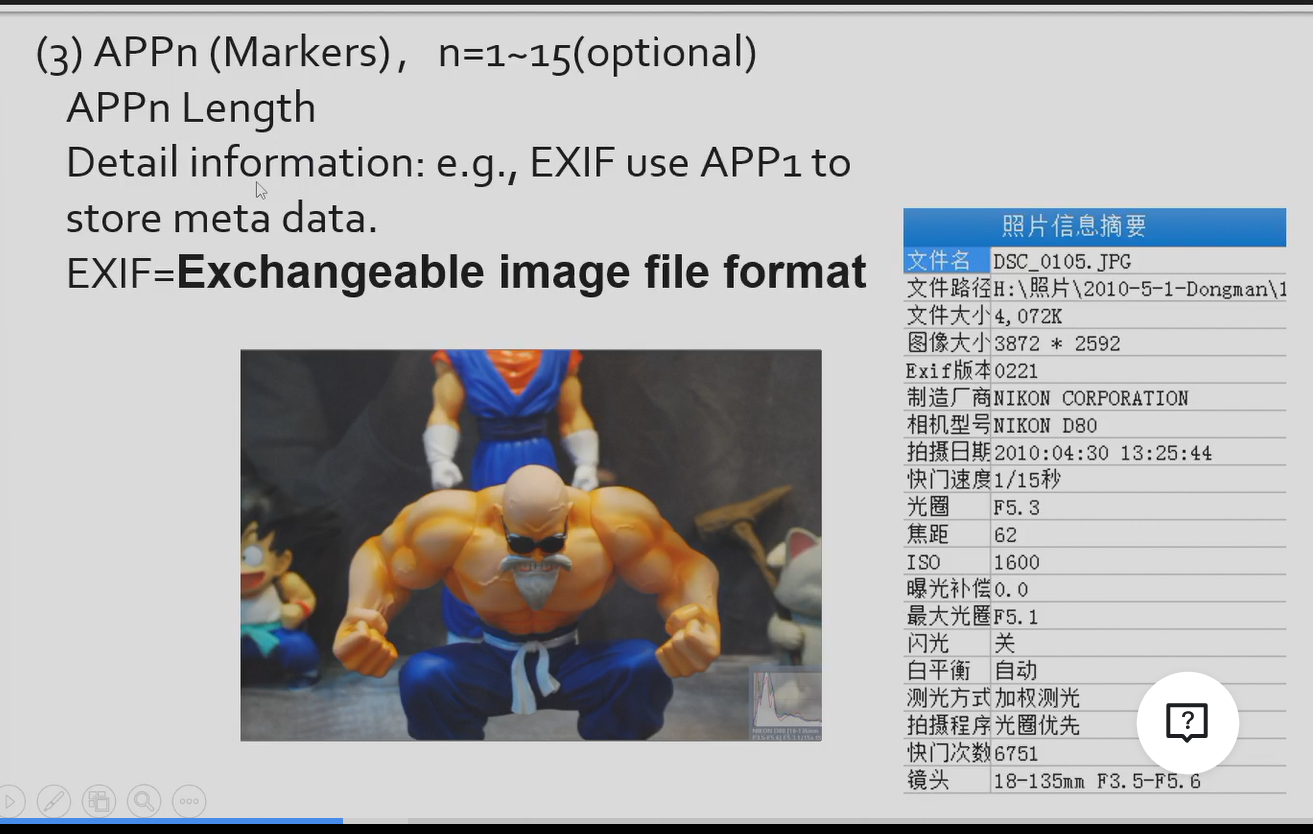 (3) APPn (Markers)， n=1~15(optional)
APPn Length
Detail information: e.g., EXIF use APP1 to
store meta data.
EXIF=Exchangeable image file format
照片信息摘要
文件名 DSC_0105.JPG
文件路径 H:\照片\2010-5-1-Dongman\1
文件大小 4,072K
图像大小 3872 * 2592
Exif版本 0221
制造厂商 NIKON CORPORATION
相机型号 NIKON D80
拍摄日期 2010:04:30 13:25:44
快门速度 1/15秒
光圈 F5.3
焦距 62
ISO 1600
曝光补偿 0.0
最大光圈 F5.1
闪光 关
白平衡 自动
测光方式 加权测光
拍摄程序 光圈优先
快门次数 6751
镜头 18-135mm F3.5-F5.6
?